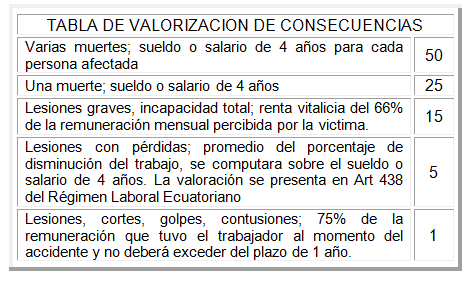 TABLA DE VALORIZACION DE CONSECUENCIAS
Varias muertes; sueldo o salario de 4 años para cada
persona afectada
50
Una muerte; sueldo o salario de 4 años
25
Lesiones graves, incapacidad total; renta vitalicia del 66%
de la remuneración mensual percibida por la victima.
15
Lesiones con pérdidas; promedio del porcentaje de
disminución del trabajo, se computara sobre el sueldo o
salario de 4 años. La valoración se presenta en Art 438
del Régimen Laboral Ecuatoriano
5
Lesiones, cortes, golpes, contusiones; 75% de la
remuneración que tuvo el trabajador al momento del
accidente y no deberá exceder del plazo de 1 año.
1